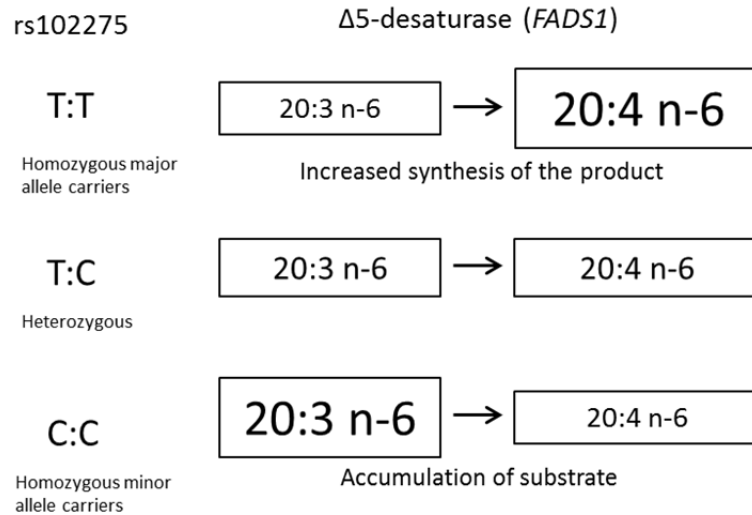 rs102275
Δ5-desaturase (FADS1)
T:T
20:3 n-6
20:4 n-6
Homozygous major
allele carriers
Increased synthesis of the product
T:C
20:3 n-6
20:4 n-6
Heterozygous
C:C
20:3 n-6
20:4 n-6
Homozygous minor
allele carriers
Accumulation of substrate